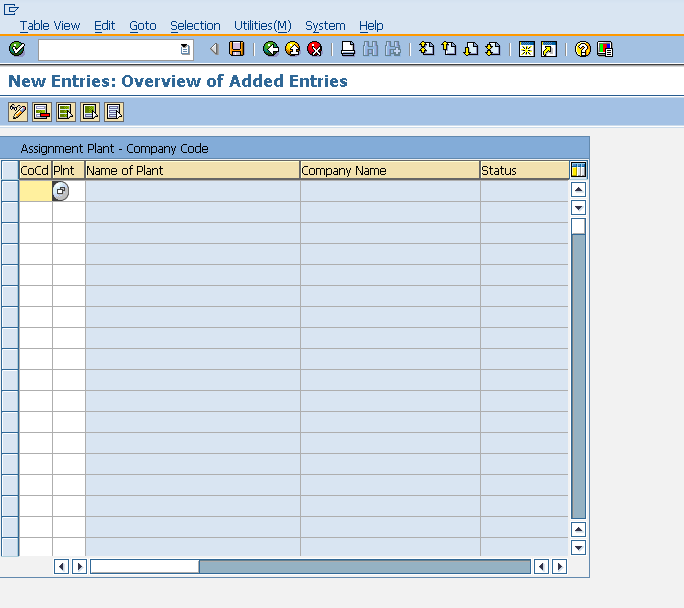 Table View Edit Goto Selection Utilities(M) System Help
New Entries: Overview of Added Entries
Assignment Plant - Company Code
CoCd Plnt Name of Plant Company Name Status